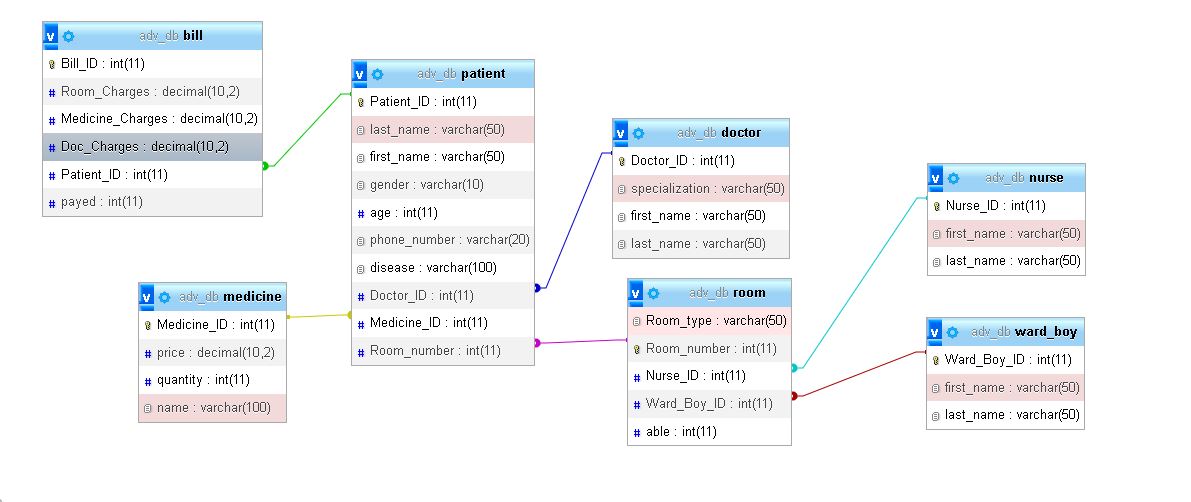 adv_db bill
Bill_ID : int(11)
Room_Charges : decimal(10,2)
Medicine_Charges : decimal(10,2)
Doc_Charges : decimal(10,2)
Patient_ID : int(11)
payed : int(11)
adv_db patient
Patient_ID : int(11)
last_name : varchar(50)
first_name : varchar(50)
gender : varchar(10)
age : int(11)
phone_number : varchar(20)
disease : varchar(100)
Doctor_ID : int(11)
Medicine_ID : int(11)
Room_number : int(11)
adv_db medicine
Medicine_ID : int(11)
price : decimal(10,2)
quantity : int(11)
name : varchar(100)
adv_db doctor
Doctor_ID : int(11)
specialization : varchar(50)
first_name : varchar(50)
last_name : varchar(50)
adv_db room
Room_type : varchar(50)
Room_number : int(11)
Nurse_ID : int(11)
Ward_Boy_ID : int(11)
able : int(11)
adv_db nurse
Nurse_ID : int(11)
first_name : varchar(50)
last_name : varchar(50)
adv_db ward_boy
Ward_Boy_ID : int(11)
first_name : varchar(50)
last_name : varchar(50)